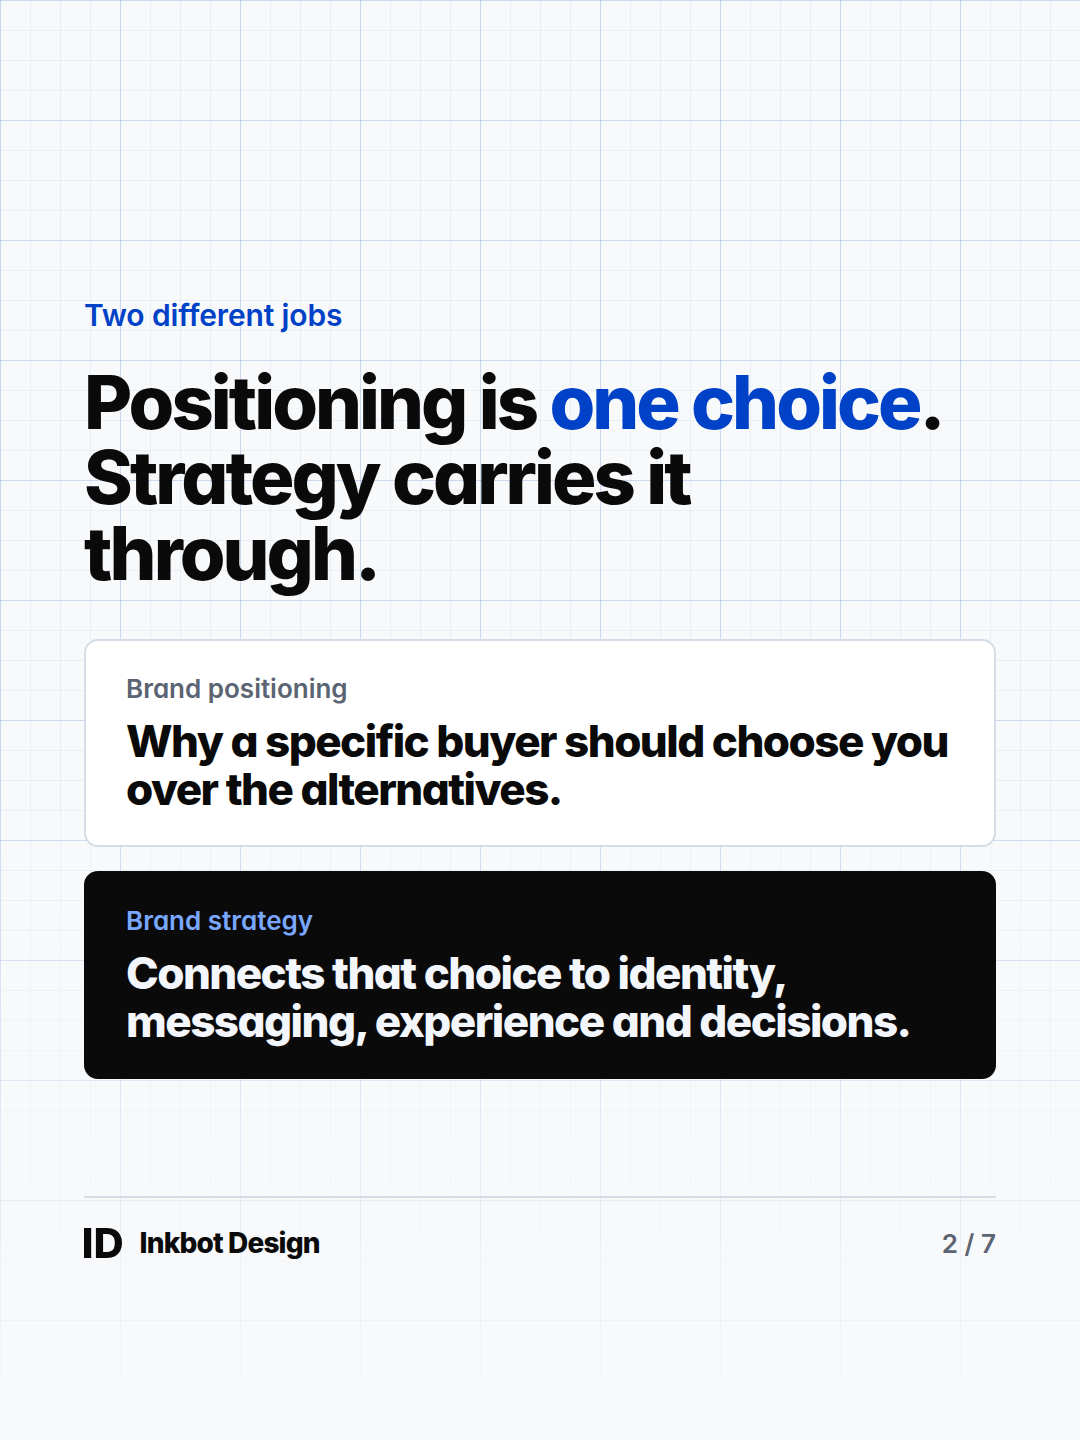 Two different jobs
Positioning is one choice.
Strategy carries it
through.
Brand positioning
Why a specific buyer should choose you
over the alternatives.
Brand strategy
Connects that choice to identity,
messaging, experience and decisions.
ID Inkbot Design
2 / 7